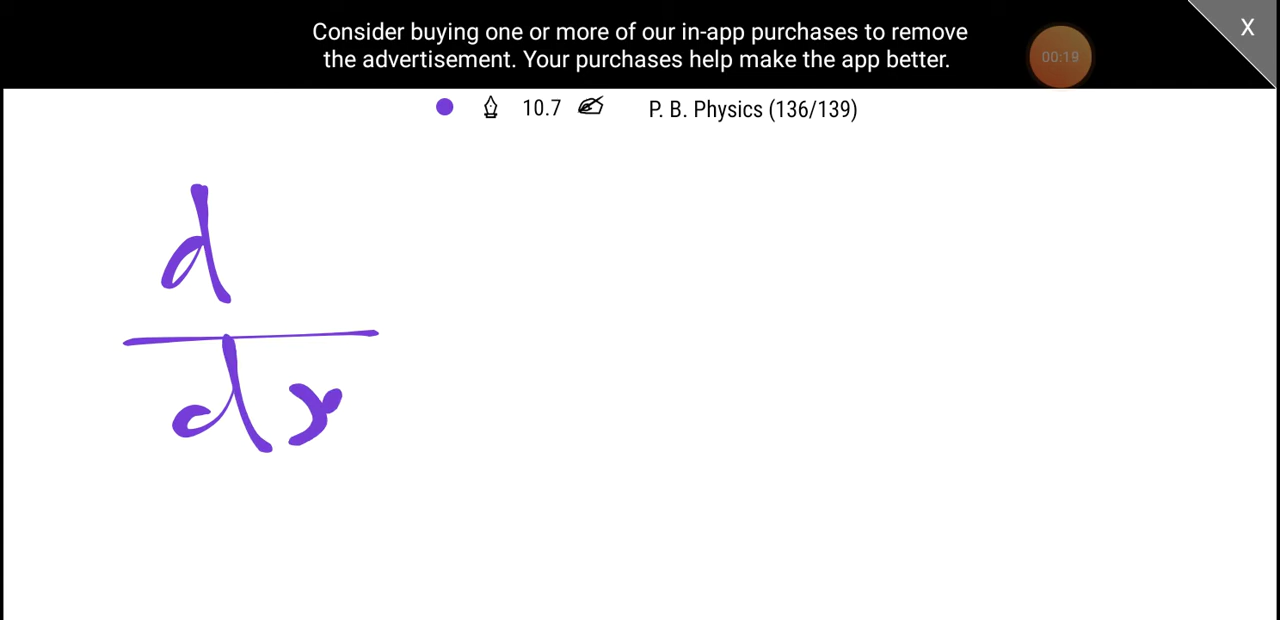 Consider buying one or more of our in-app purchases to remove
the advertisement. Your purchases help make the app better.
X
00:19
10.7 P. B. Physics (136/139)
d
dx